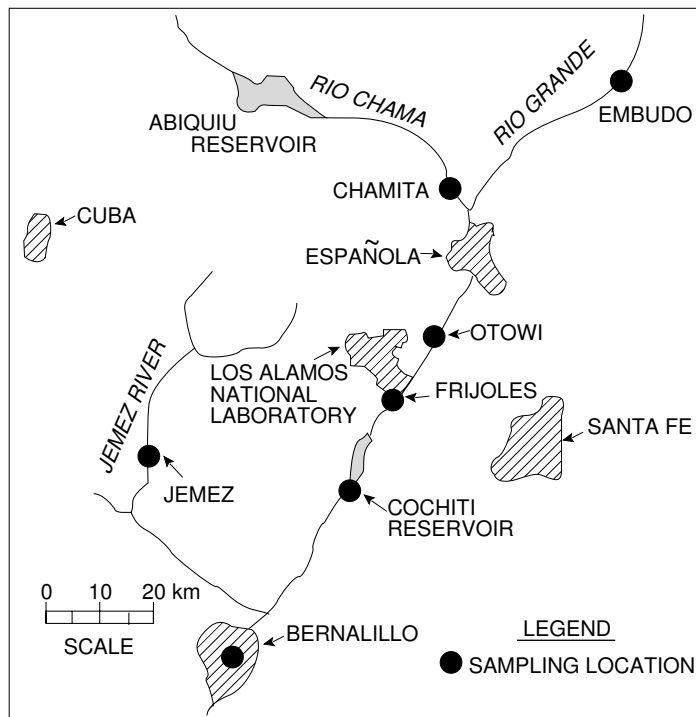 RIO CHAMA
RIO GRANDE
ABIQUIU
RESERVOIR
EMBUDO
CHAMITA
CUBA
ESPAÑOLA
OTOWI
LOS ALAMOS
NATIONAL
LABORATORY
FRIJOLES
JEMEZ RIVER
SANTA FE
JEMEZ
COCHITI
RESERVOIR
0 10 20 km
SCALE
BERNALILLO
LEGEND
SAMPLING LOCATION